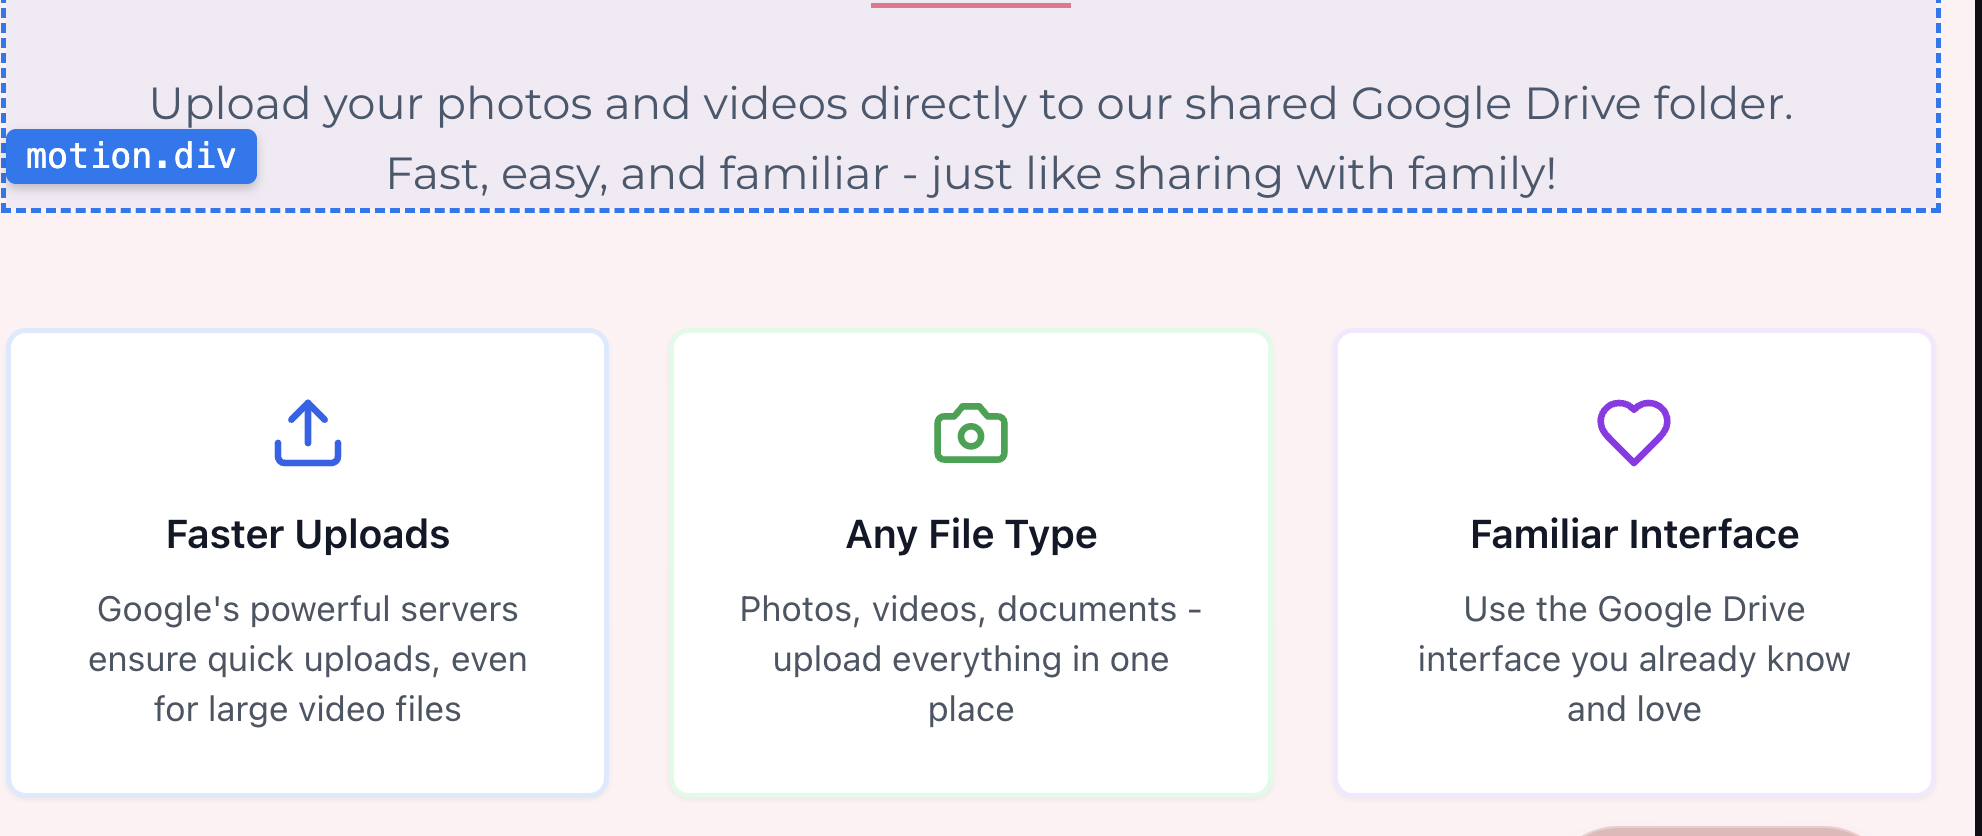 Upload your photos and videos directly to our shared Google Drive folder.
motion.div
Fast, easy, and familiar - just like sharing with family!
Faster Uploads
Google's powerful servers
ensure quick uploads, even
for large video files
Any File Type
Photos, videos, documents -
upload everything in one
place
Familiar Interface
Use the Google Drive
interface you already know
and love